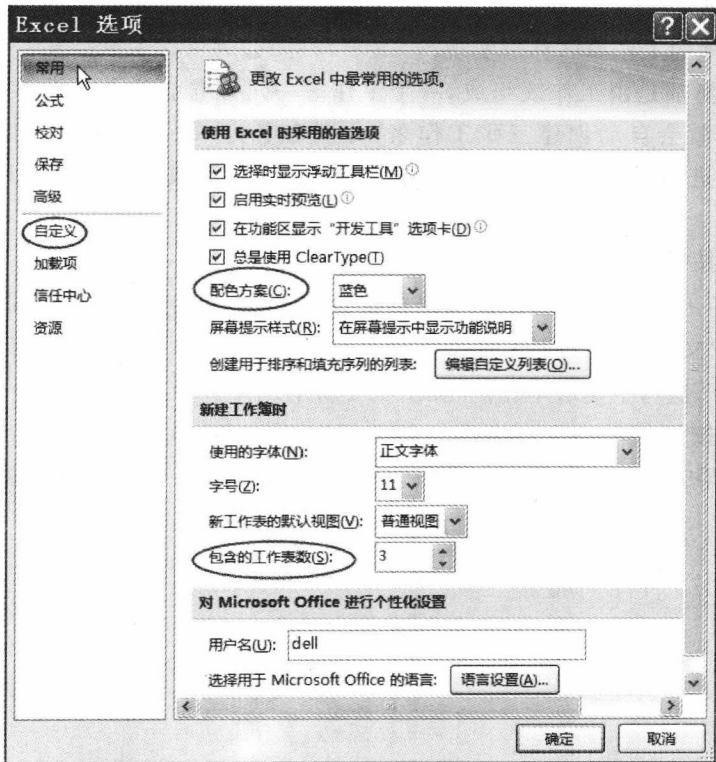 Excel 选项
常用
公式
校对
保存
高级
自定义
加载项
信任中心
资源
更改 Excel 中最常用的选项。
使用 Excel 时采用的首选项
选择时显示浮动工具栏(M)
启用实时预览(L)
在功能区显示“开发工具”选项卡(D)
总是使用 ClearType(T)
配色方案(C): 蓝色
屏幕提示样式(R): 在屏幕提示中显示功能说明
创建用于排序和填充序列的列表: 编辑自定义列表(O)...
新建工作簿时
使用的字体(N): 正文字体
字号(Z): 11
新工作表的默认视图(V): 普通视图
包含的工作表数(S): 3
对 Microsoft Office 进行个性化设置
用户名(U): dell
选择用于 Microsoft Office 的语言: 语言设置(A)...
确定 取消